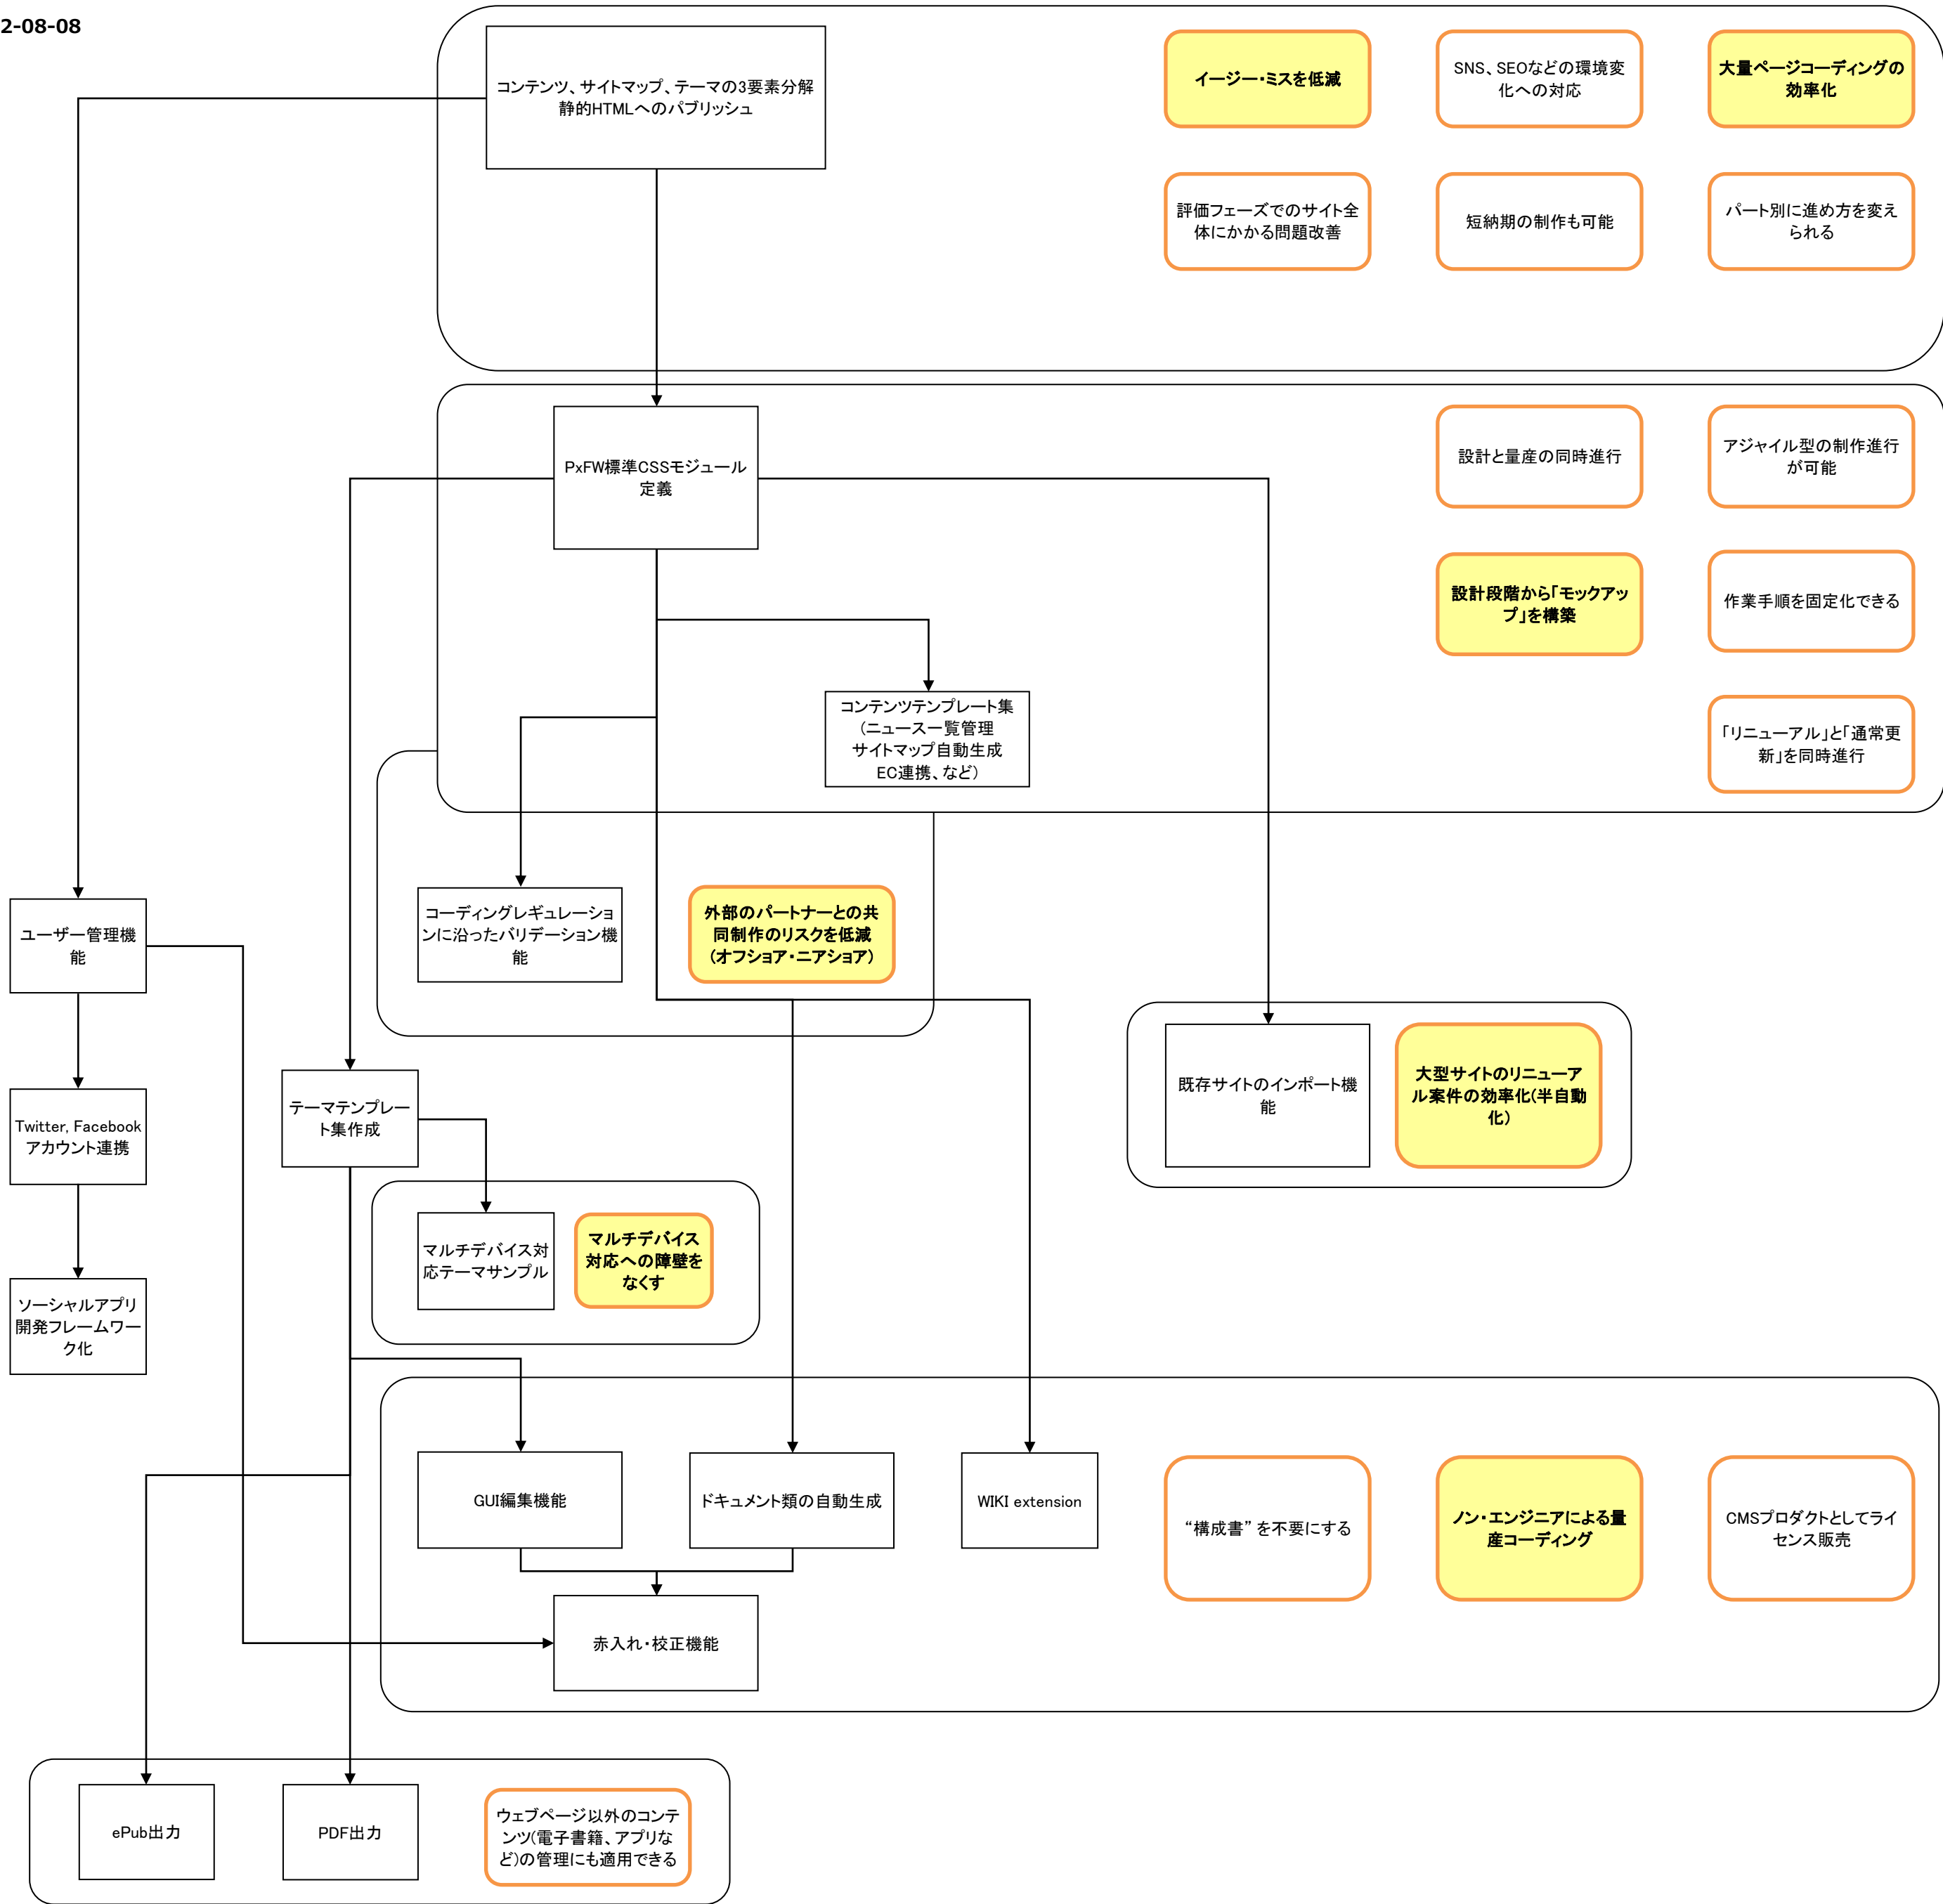 2-08-08
コンテンツ、サイトマップ、テーマの3要素分解
静的HTMLへのパブリッシュ
イージー・ミスを低減
SNS、SEOなどの環境変
化への対応
大量ページコーディングの
効率化
評価フェーズでのサイト全
体にかかる問題改善
短納期の制作も可能
パート別に進め方を変え
られる
PxFW標準CSSモジュール
定義
設計と量産の同時進行
アジャイル型の制作進行
が可能
設計段階から「モックアッ
プ」を構築
作業手順を固定化できる
コンテンツテンプレート集
(ニュース一覧管理
サイトマップ自動生成
EC連携、など)
「リニューアル」と「通常更
新」を同時進行
コーディングレギュレーショ
ンに沿ったバリデーション機
能
外部のパートナーとの共
同制作のリスクを低減
(オフショア・ニアショア)
ユーザー管理機
能
既存サイトのインポート機
能
大型サイトのリニューア
ル案件の効率化(半自動
化)
Twitter, Facebook
アカウント連携
テーマテンプレー
ト集作成
マルチデバイス対
応テーマサンプル
マルチデバイス
対応への障壁を
なくす
ソーシャルアプリ
開発フレームワー
ク化
GUI編集機能
ドキュメント類の自動生成
WIKI extension
“構成書” を不要にする
ノン・エンジニアによる量
産コーディング
CMSプロダクトとしてライ
センス販売
赤入れ・校正機能
ePub出力
PDF出力
ウェブページ以外のコンテ
ンツ(電子書籍、アプリな
ど)の管理にも適用できる